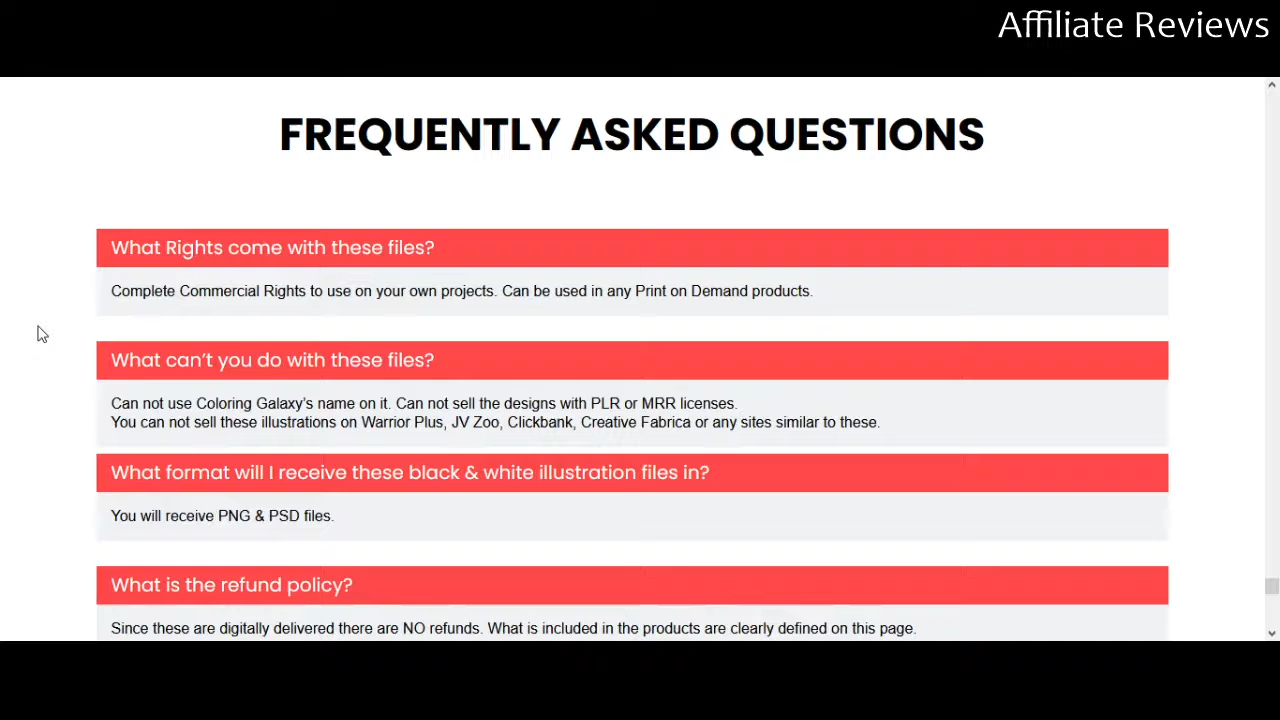 Affiliate Reviews
FREQUENTLY ASKED QUESTIONS
What Rights come with these files?
Complete Commercial Rights to use on your own projects. Can be used in any Print on Demand products.
What can't you do with these files?
Can not use Coloring Galaxy's name on it. Can not sell the designs with PLR or MRR licenses.
You can not sell these illustrations on Warrior Plus, JV Zoo, Clickbank, Creative Fabrica or any sites similar to these.
What format will I receive these black & white illustration files in?
You will receive PNG & PSD files.
What is the refund policy?
Since these are digitally delivered there are NO refunds. What is included in the products are clearly defined on this page.